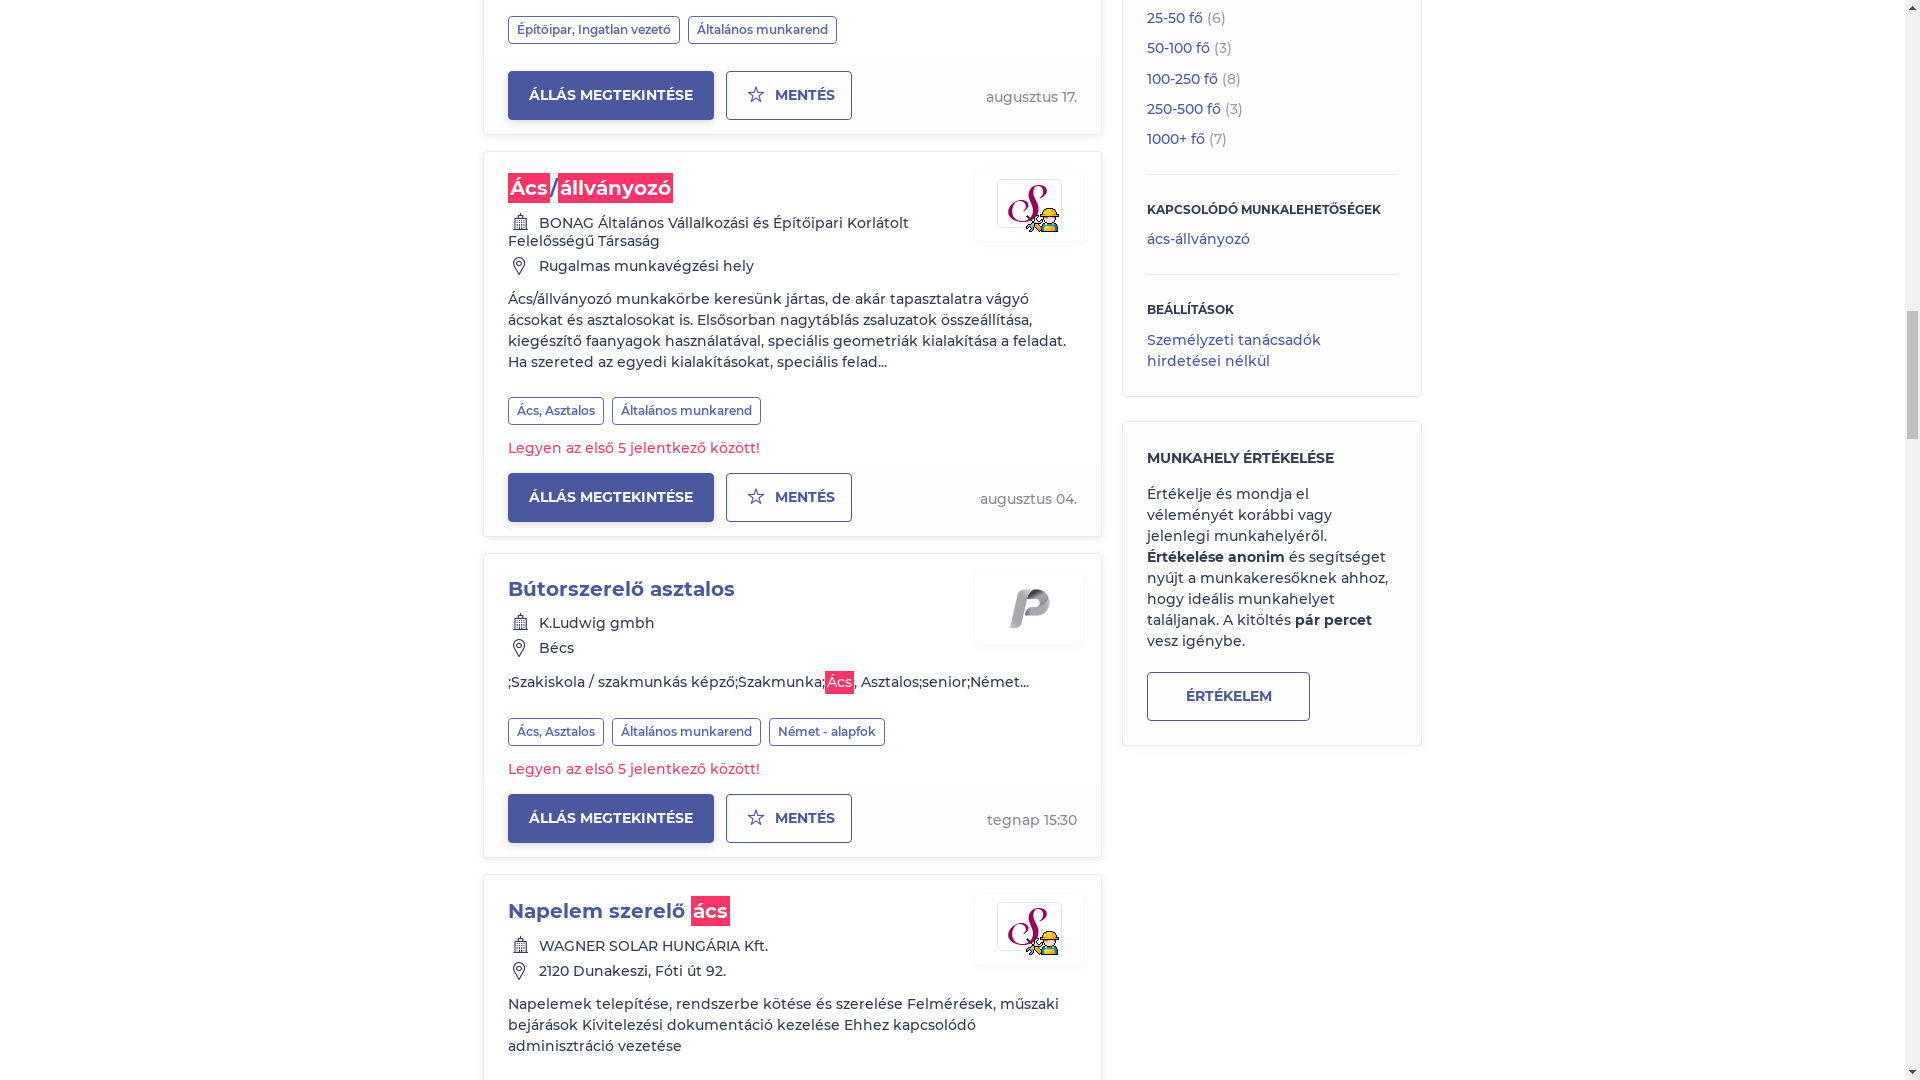 Építőipar, Ingatlan vezető
Általános munkarend
ÁLLÁS MEGTEKINTÉSE
MENTÉS
augusztus 17.
Ács/állványozó
BONAG Általános Vállalkozási és Építőipari Korlátolt
Felelősségű Társaság
Rugalmas munkavégzési hely
Ács/állványozó munkakörbe keresünk jártas, de akár tapasztalatra vágyó
ácsokat és asztalosokat is. Elsősorban nagytáblás zsaluzatok összeállítása,
kiegészítő faanyagok használatával, speciális geometriák kialakítása a feladat.
Ha szereted az egyedi kialakításokat, speciális felad...
Ács, Asztalos
Általános munkarend
Legyen az első 5 jelentkező között!
ÁLLÁS MEGTEKINTÉSE
MENTÉS
augusztus 04.
Bútorszerelő asztalos
K.Ludwig gmbh
Bécs
;Szakiskola / szakmunkás képző;Szakmunka;Ács, Asztalos;senior;Német...
Ács, Asztalos
Általános munkarend
Német - alapfok
Legyen az első 5 jelentkező között!
ÁLLÁS MEGTEKINTÉSE
MENTÉS
tegnap 15:30
Napelem szerelő ács
WAGNER SOLAR HUNGÁRIA Kft.
2120 Dunakeszi, Fóti út 92.
Napelemek telepítése, rendszerbe kötése és szerelése Felmérések, műszaki
bejárások Kivitelezési dokumentáció kezelése Ehhez kapcsolódó
adminisztráció vezetése
25-50 fő (6)
50-100 fő (3)
100-250 fő (8)
250-500 fő (3)
1000+ fő (7)
KAPCSOLÓDÓ MUNKALEHETŐSÉGEK
ács-állványozó
BEÁLLÍTÁSOK
Személyzeti tanácsadók
hirdetései nélkül
MUNKAHELY ÉRTÉKELÉSE
Értékelje és mondja el
véleményét korábbi vagy
jelenlegi munkahelyéről.
Értékelése anonim és segítséget
nyújt a munkakeresőknek ahhoz,
hogy ideális munkahelyet
találjanak. A kitöltés pár percet
vesz igénybe.
ÉRTÉKELEM